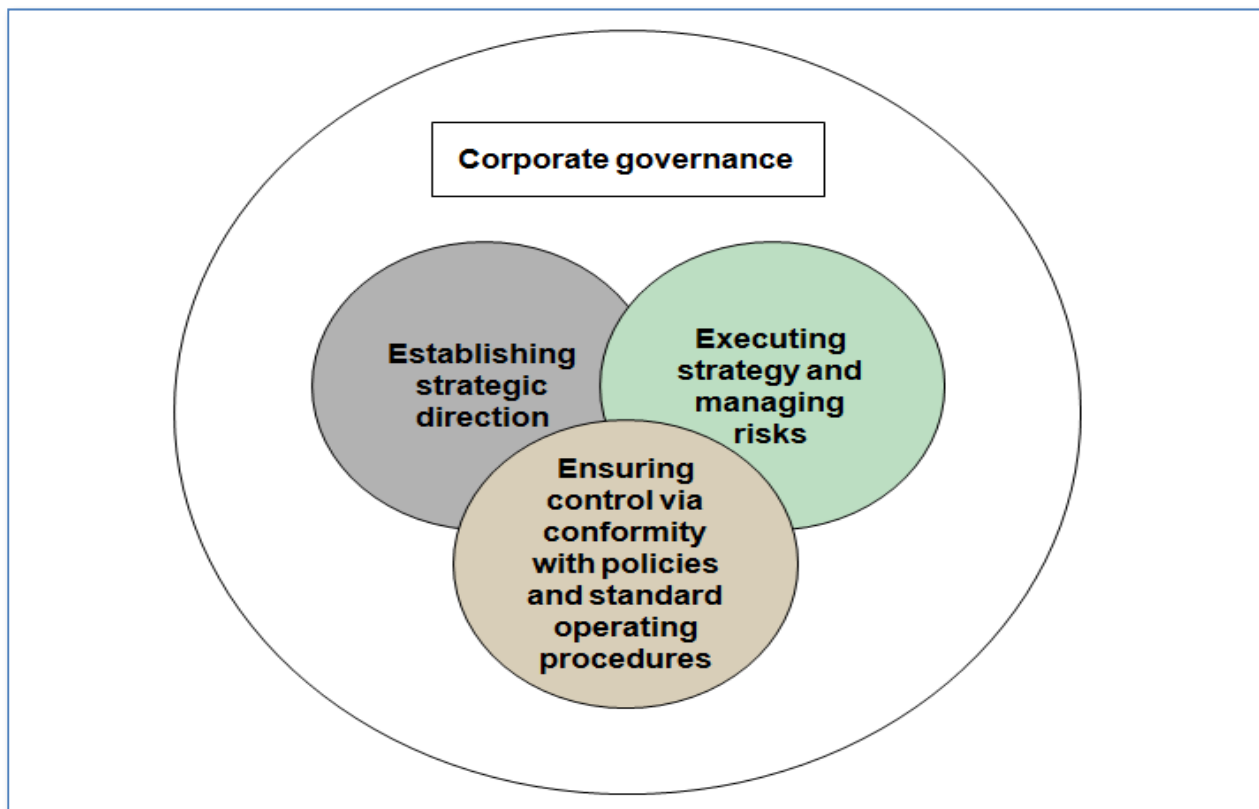 Corporate governance
Establishing
strategic
direction
Executing
strategy and
managing
risks
Ensuring
control via
conformity
with policies
and standard
operating
procedures